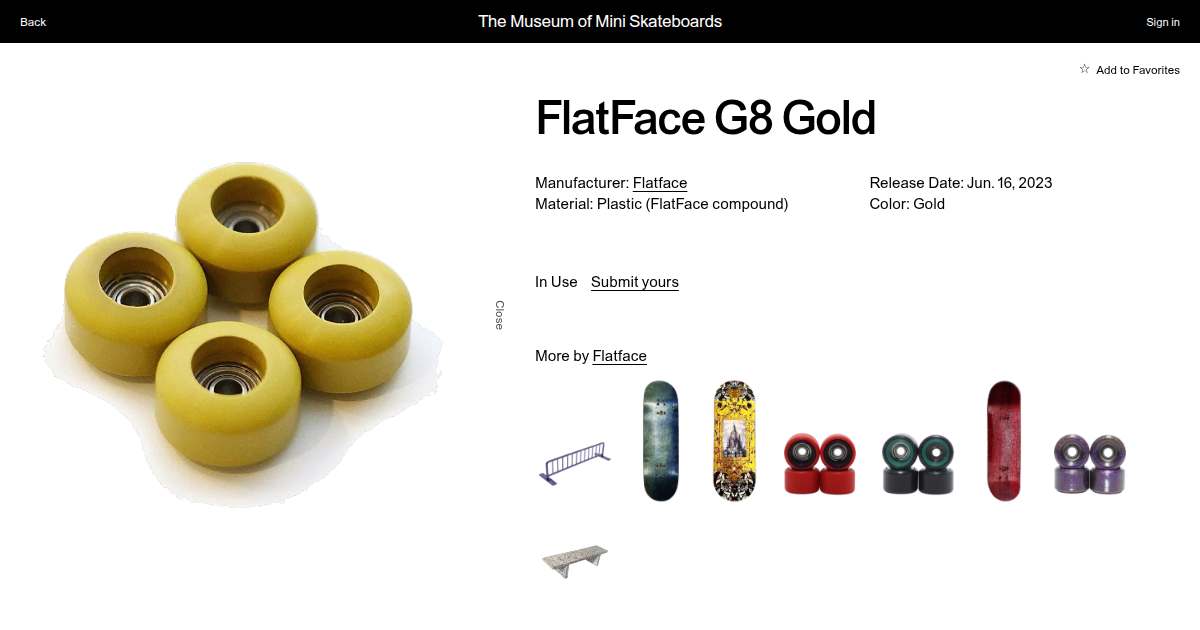 Back
The Museum of Mini Skateboards
Sign in
☆ Add to Favorites
FlatFace G8 Gold
Manufacturer: Flatface
Release Date: Jun. 16, 2023
Material: Plastic (FlatFace compound)
Color: Gold
In Use Submit yours
Close
More by Flatface